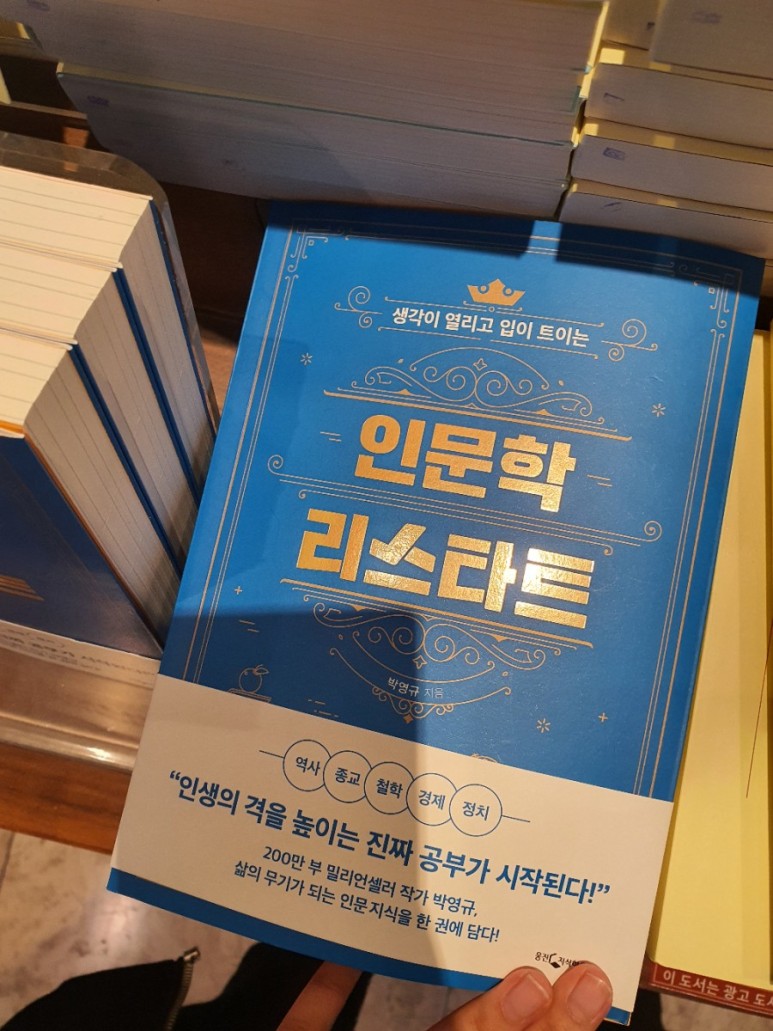 생각이 열리고 입이 트이는
인문학
리스타트
박영규 지음
역사 종교 철학 경제 정치
“인생의 격을 높이는 진짜 공부가 시작된다!”
200만 부 밀리언셀러 작가 박영규,
삶의 무기가 되는 인문 지식을 한 권에 담다!
웅진 지식
이 도서는 광고 도